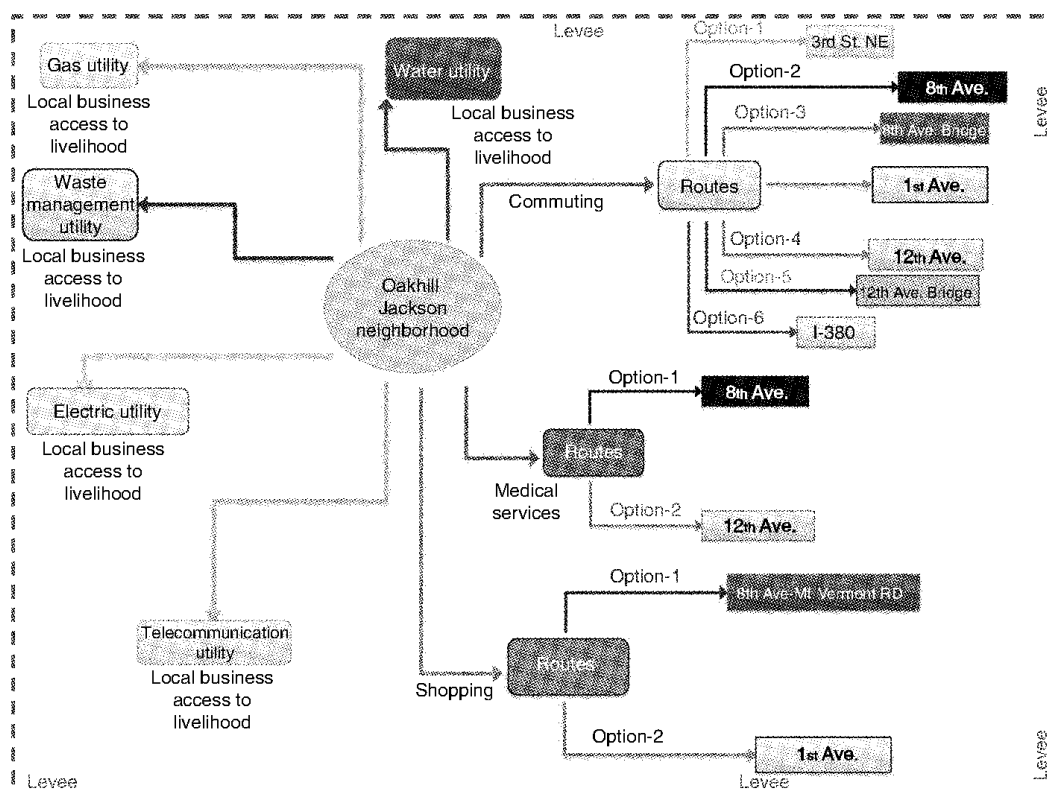 Levee
Gas utility
Local business
access to
livelihood
Water utility
Local business
access to
livelihood
Option-1
3rd St. NE
Option-2
8th Ave.
Option-3
8th Ave. Bridge
Levee
Levee
Waste
management
utility
Local business
access to
livelihood
Commuting
Routes
1st Ave.
Option-4
12th Ave.
Option-5
12th Ave. Bridge
Option-6
I-380
Oakhill
Jackson
neighborhood
Electric utility
Local business
access to
livelihood
Option-1
8th Ave.
Routes
Medical
services
Option-2
12th Ave.
Telecommunication
utility
Local business
access to
livelihood
Option-1
8th Ave-Mt. Vermont RD
Routes
Shopping
Option-2
1st Ave.
Levee
Levee
Levee